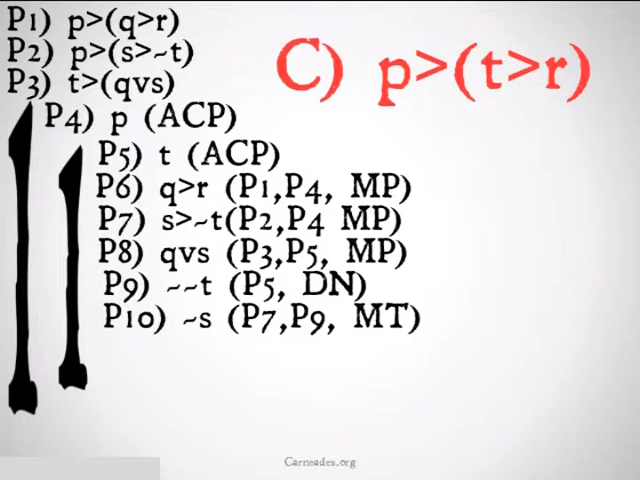 P1) p>(q>r)
P2) p>(s>~t)
P3) t>(qvs)
C) p>(t>r)
P4) p (ACP)
P5) t (ACP)
P6) q>r (P1,P4, MP)
P7) s>~t(P2,P4 MP)
P8) qvs (P3,P5, MP)
P9) ~~t (P5, DN)
P10) ~s (P7,P9, MT)
Carneades.org